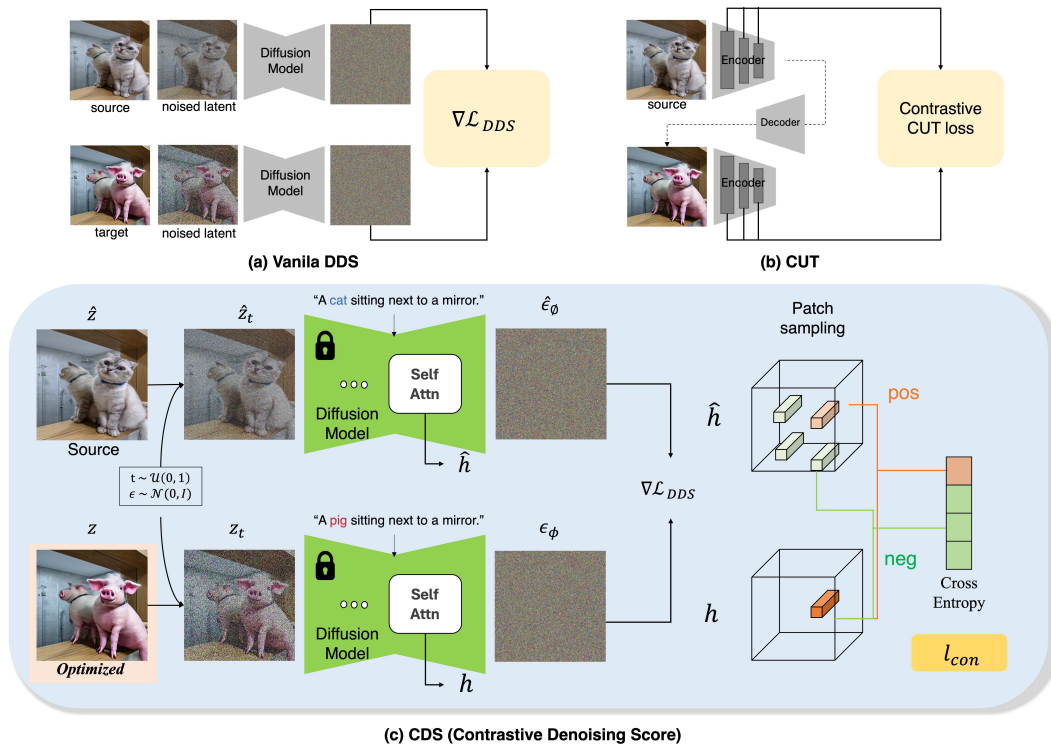 source
noised latent
Diffusion
Model
∇ℒ_DDS
target
noised latent
Diffusion
Model
(a) Vanila DDS
Encoder
source
Decoder
Contrastive
CUT loss
Encoder
(b) CUT
ẑ
ẑ_t
“A cat sitting next to a mirror.”
ϵ̂_ø
Self
Attn
Diffusion
Model
ĥ
Source
t ~ 𝒰(0,1)
ϵ ~ 𝒩(0, I)
z
z_t
“A pig sitting next to a mirror.”
ϵ_ϕ
Self
Attn
Diffusion
Model
h
Optimized
∇ℒ_DDS
Patch
sampling
ĥ
pos
neg
h
Cross
Entropy
l_con
(c) CDS (Contrastive Denoising Score)